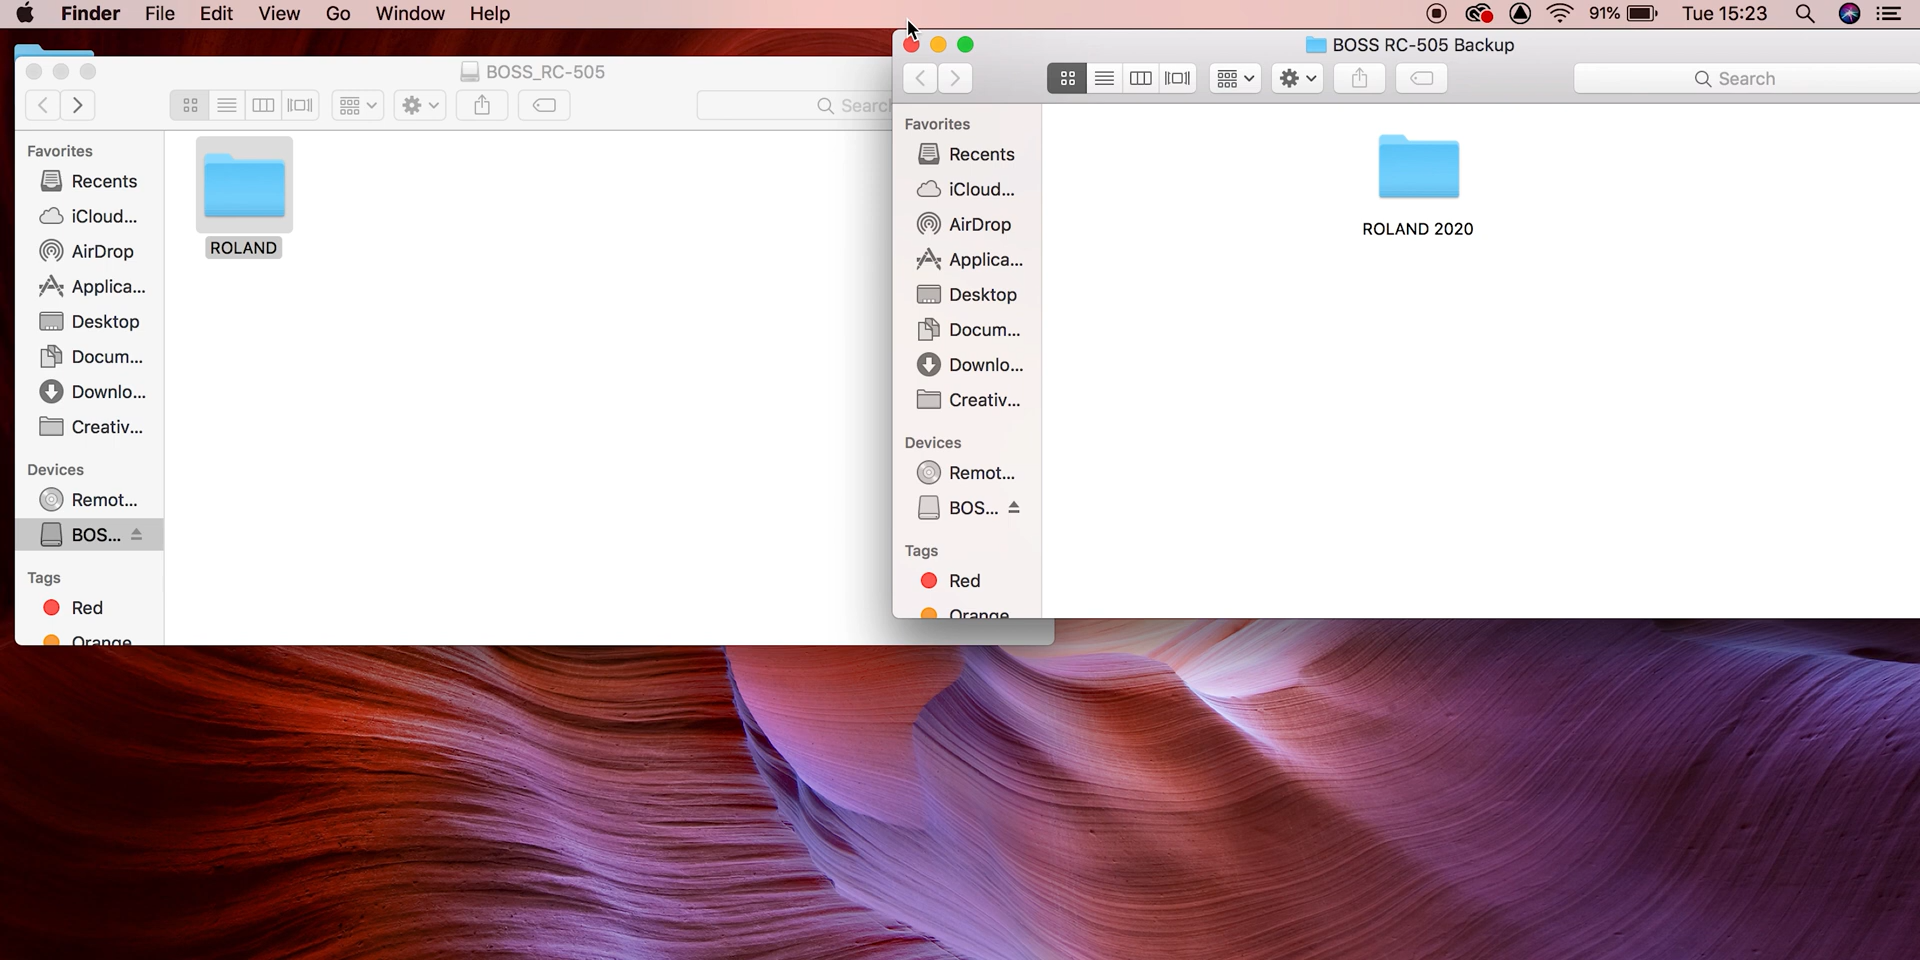 Finder File Edit View Go Window Help 91% Tue 15:23
BOSS_RC-505
Search
Favorites
Recents
iCloud...
AirDrop
Applica...
Desktop
Docum...
Downlo...
Creativ...
Devices
Remot...
BOS...
Tags
Red
Orange
ROLAND
BOSS RC-505 Backup
Search
Favorites
Recents
iCloud...
AirDrop
Applica...
Desktop
Docum...
Downlo...
Creativ...
Devices
Remot...
BOS...
Tags
Red
Orange
ROLAND 2020